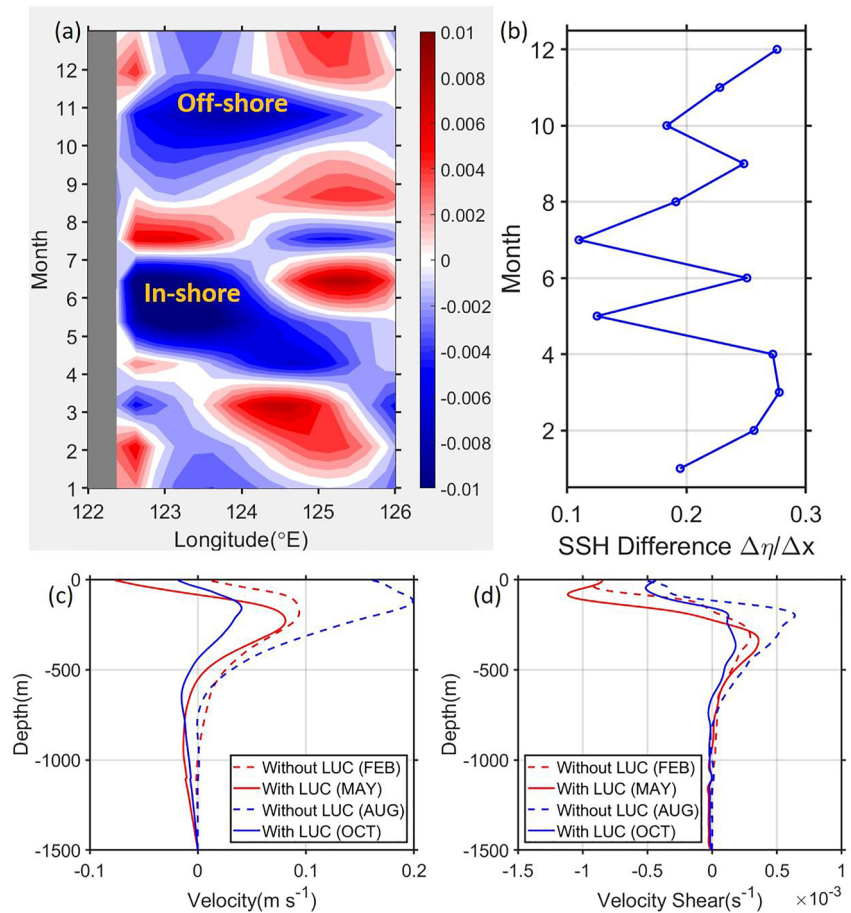 (a)
Off-shore
In-shore
12
11
10
9
8
7
6
5
4
3
2
1
Month
122
123
124
125
126
Longitude(°E)
0.01
0.008
0.006
0.004
0.002
0
-0.002
-0.004
-0.006
-0.008
-0.01
(b)
12
10
8
6
4
2
Month
0.1
0.2
0.3
SSH Difference Δη/Δx
(c)
0
-500
-1000
-1500
Depth(m)
Without LUC (FEB)
With LUC (MAY)
Without LUC (AUG)
With LUC (OCT)
-0.1
0
0.1
0.2
Velocity(m s⁻¹)
(d)
0
-500
-1000
-1500
Depth(m)
Without LUC (FEB)
With LUC (MAY)
Without LUC (AUG)
With LUC (OCT)
-1.5
-1
-0.5
0
0.5
1
Velocity Shear(s⁻¹)
×10⁻³